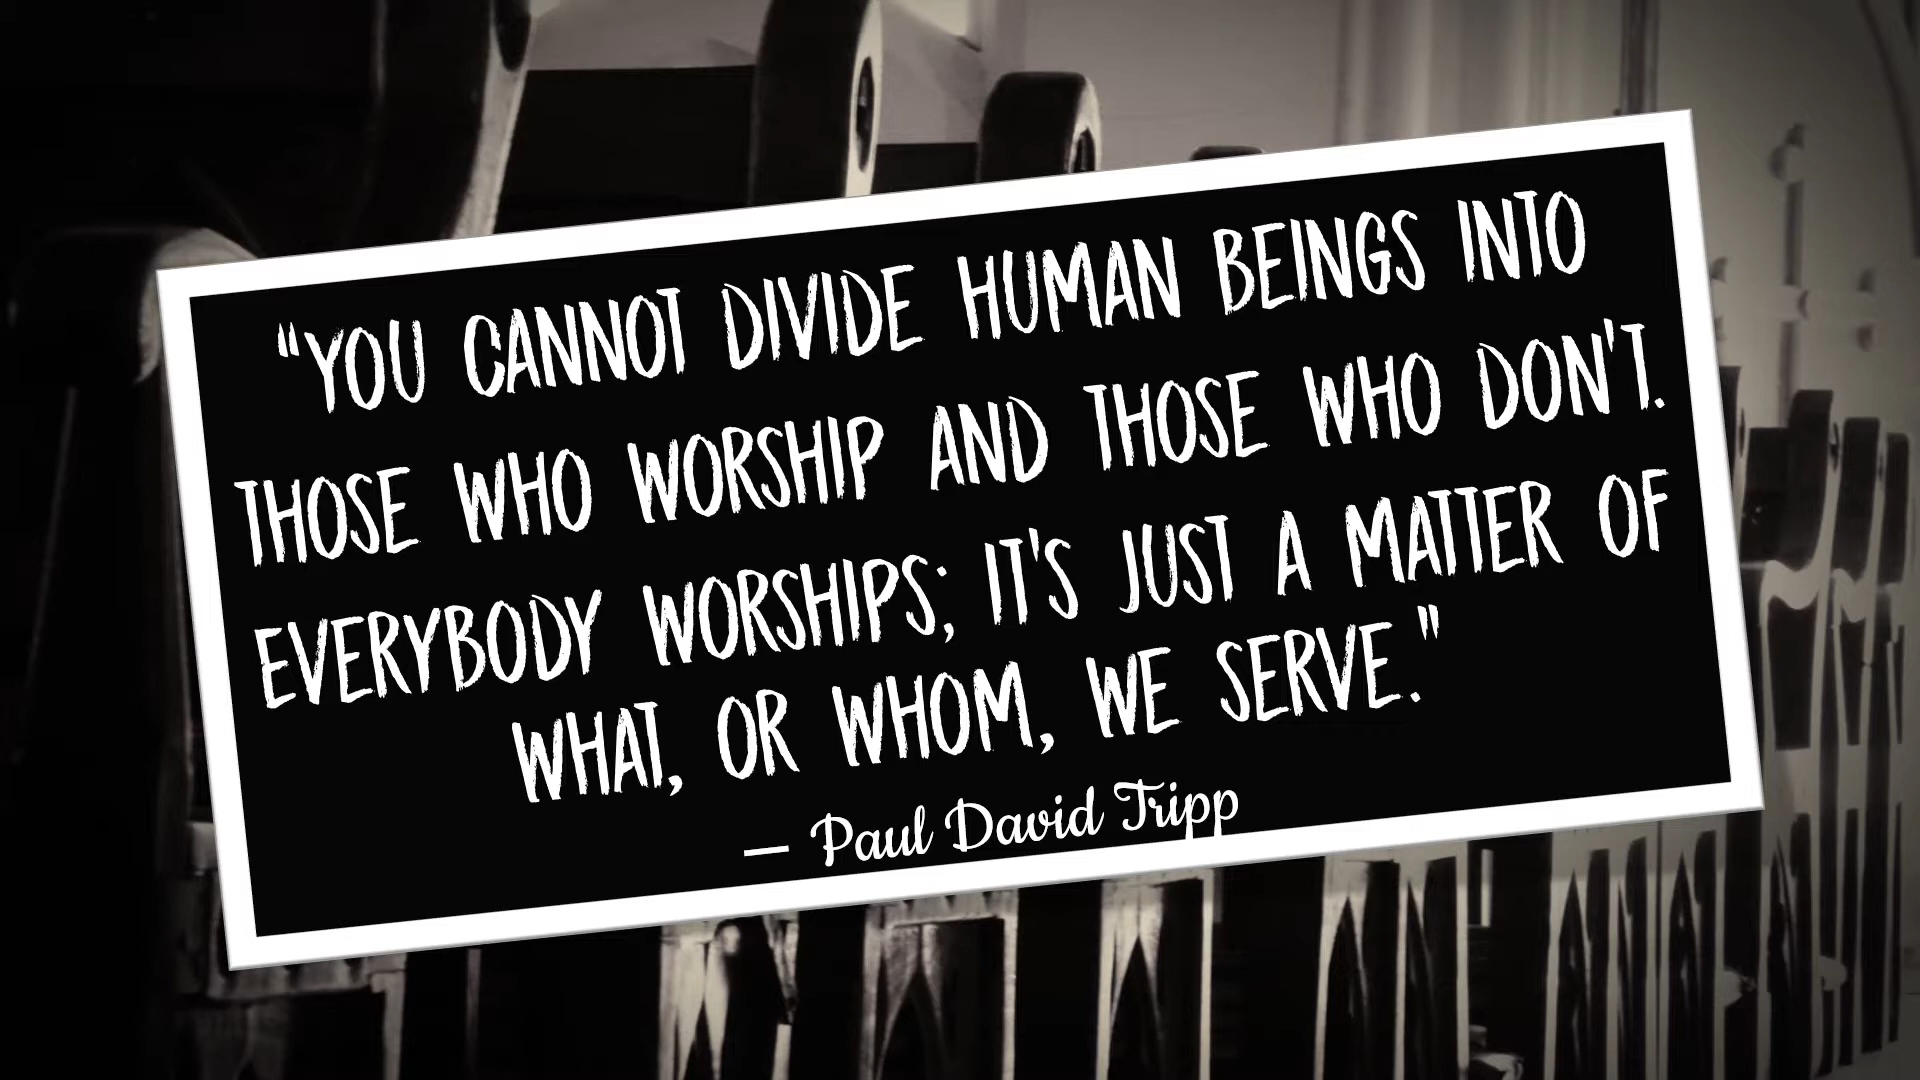 “YOU CANNOT DIVIDE HUMAN BEINGS INTO
THOSE WHO WORSHIP AND THOSE WHO DON'T.
EVERYBODY WORSHIPS; IT'S JUST A MATTER OF
WHAT, OR WHOM, WE SERVE."
— Paul David Tripp